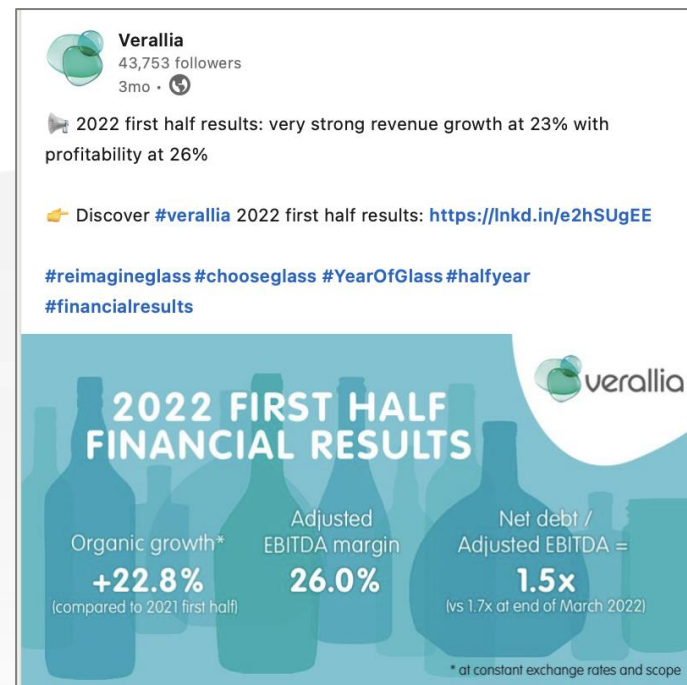 Verallia
43,753 followers
3mo •
2022 first half results: very strong revenue growth at 23% with
profitability at 26%
Discover #verallia 2022 first half results: https://lnkd.in/e2hSUgEE
#reimagineglass #chooseglass #YearOfGlass #halfyear
#financialresults
verallia
2022 FIRST HALF
FINANCIAL RESULTS
Organic growth*
+22.8%
(compared to 2021 first half)
Adjusted
EBITDA margin
26.0%
Net debt /
Adjusted EBITDA =
1.5x
(vs 1.7x at end of March 2022)
* at constant exchange rates and scope